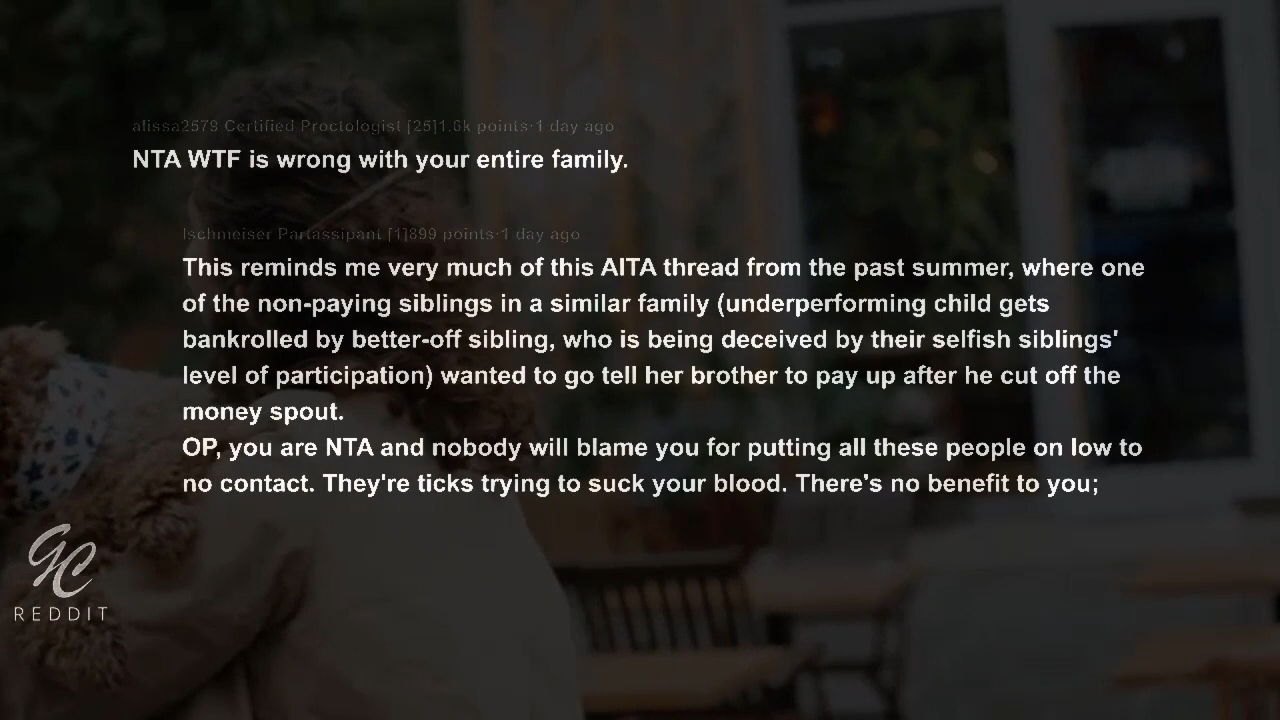 alissa2579 Certified Proctologist [25]1.6k points·1 day ago
NTA WTF is wrong with your entire family.
lschmeiser Partassipant [1]899 points·1 day ago
This reminds me very much of this AITA thread from the past summer, where one
of the non-paying siblings in a similar family (underperforming child gets
bankrolled by better-off sibling, who is being deceived by their selfish siblings'
level of participation) wanted to go tell her brother to pay up after he cut off the
money spout.
OP, you are NTA and nobody will blame you for putting all these people on low to
no contact. They're ticks trying to suck your blood. There's no benefit to you;
GC
REDDIT